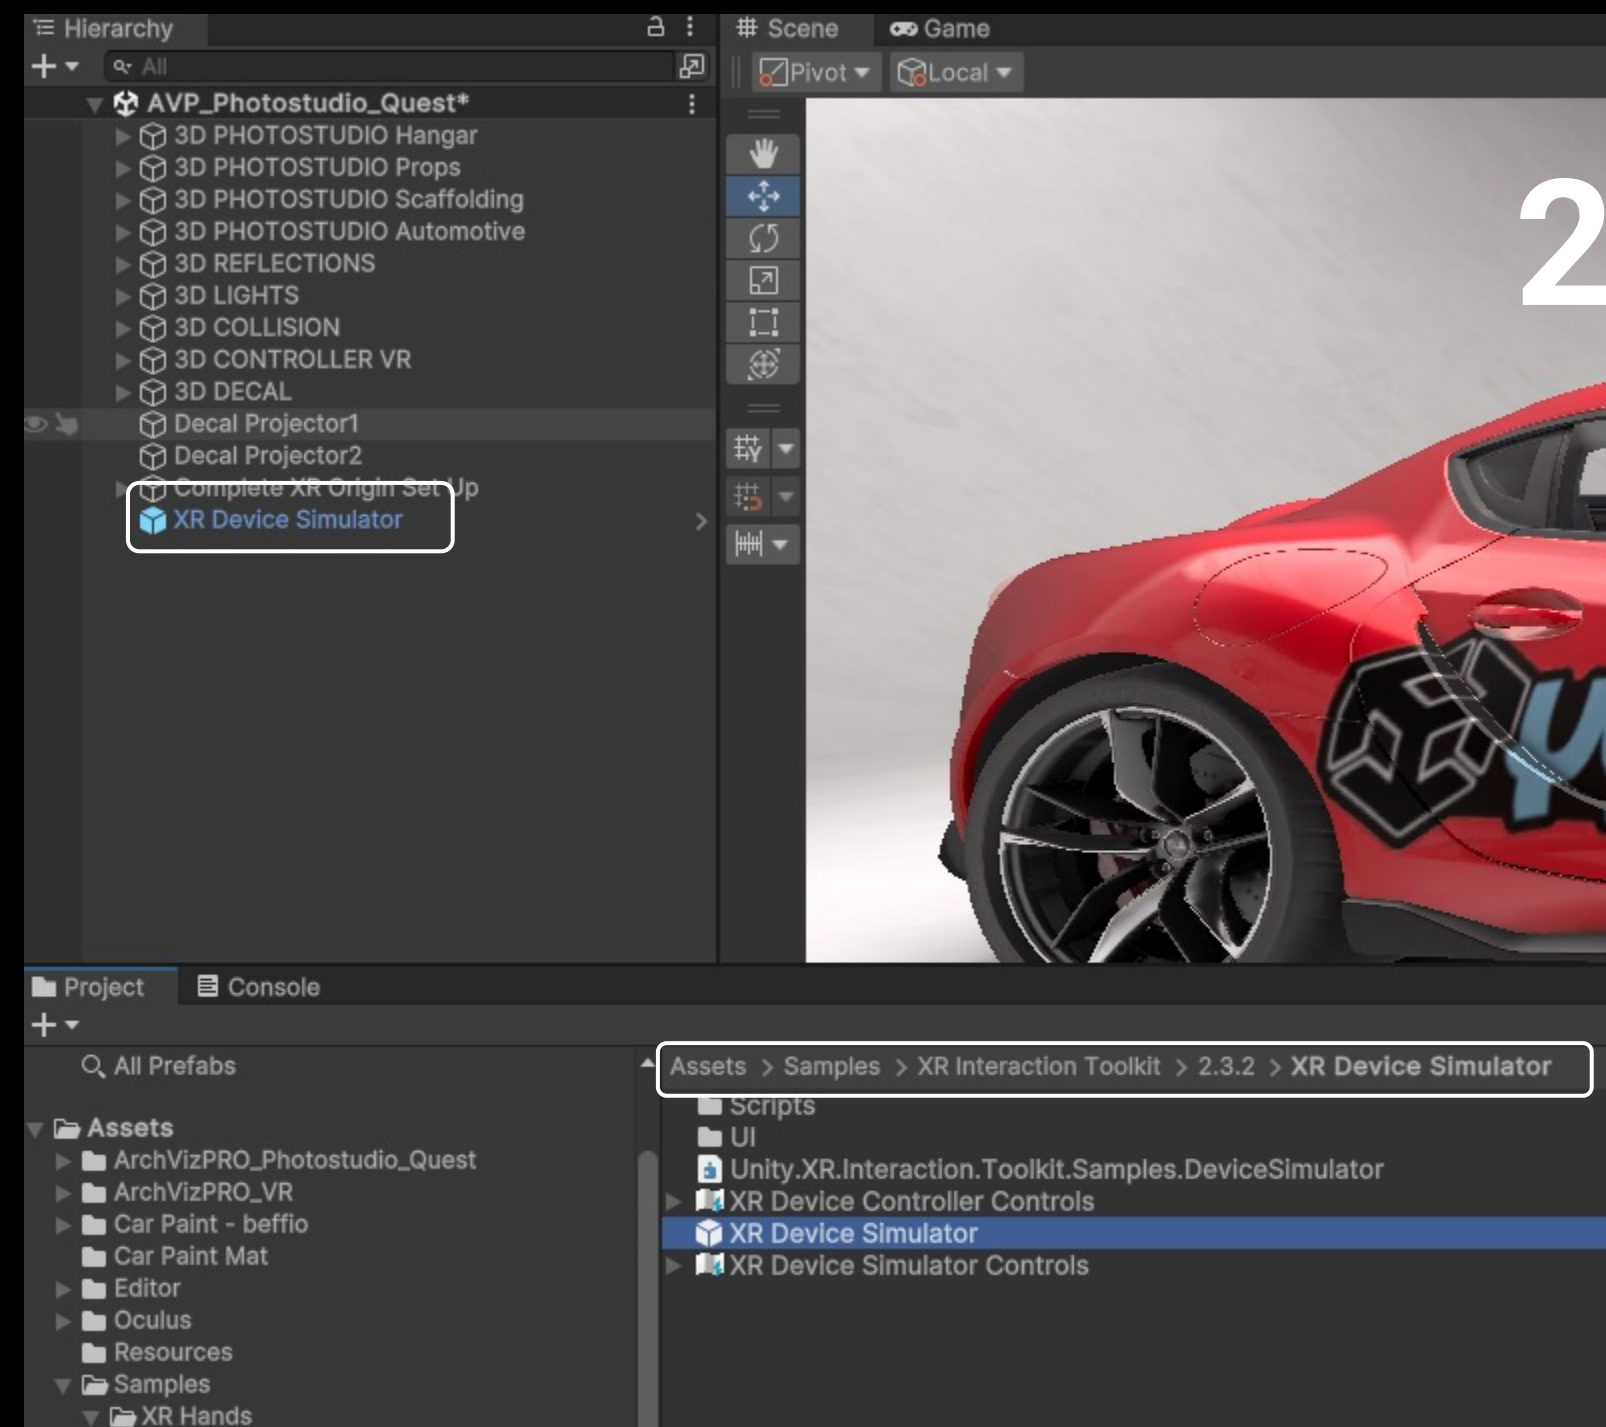 Hierarchy
All
AVP_Photostudio_Quest*
3D PHOTOSTUDIO Hangar
3D PHOTOSTUDIO Props
3D PHOTOSTUDIO Scaffolding
3D PHOTOSTUDIO Automotive
3D REFLECTIONS
3D LIGHTS
3D COLLISION
3D CONTROLLER VR
3D DECAL
Decal Projector1
Decal Projector2
Complete XR Origin Set Up
XR Device Simulator
Scene Game
Pivot Local
2
Project Console
All Prefabs
Assets
ArchVizPRO_Photostudio_Quest
ArchVizPRO_VR
Car Paint - beffio
Car Paint Mat
Editor
Oculus
Resources
Samples
XR Hands
Assets > Samples > XR Interaction Toolkit > 2.3.2 > XR Device Simulator
Scripts
UI
Unity.XR.Interaction.Toolkit.Samples.DeviceSimulator
XR Device Controller Controls
XR Device Simulator
XR Device Simulator Controls